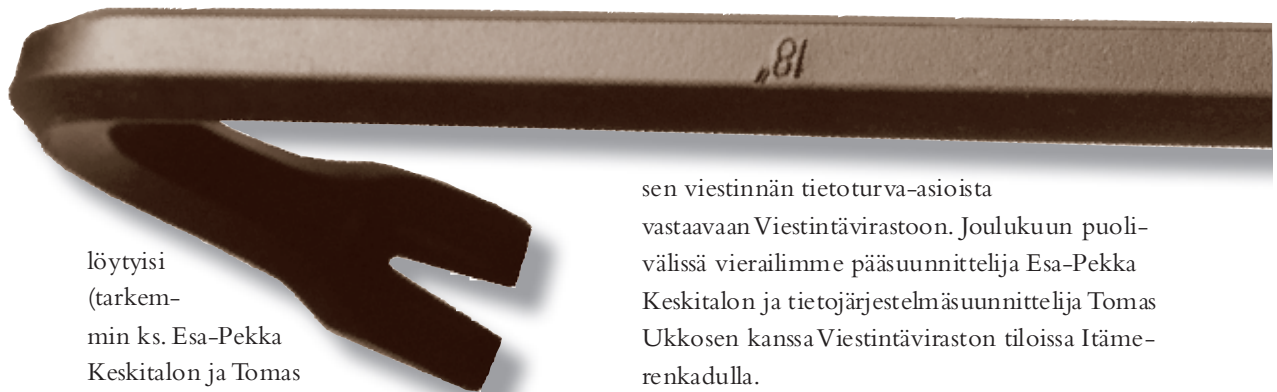 18"
löytyisi
(tarkem-
min ks. Esa-Pekka
Keskitalon ja Tomas
sen viestinnän tietoturva-asioista
vastaavaan Viestintävirastoon. Joulukuun puoli-
välissä vierailimme pääsuunnittelija Esa-Pekka
Keskitalon ja tietojärjestelmäsuunnittelija Tomas
Ukkosen kanssa Viestintäviraston tiloissa Itäme-
renkadulla.